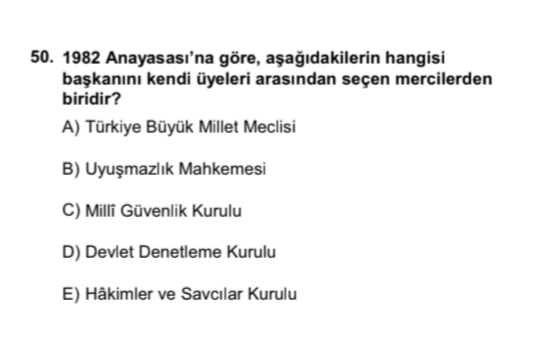 50. 1982 Anayasası'na göre, aşağıdakilerin hangisi
başkanını kendi üyeleri arasından seçen mercilerden
biridir?
A) Türkiye Büyük Millet Meclisi
B) Uyuşmazlık Mahkemesi
C) Millî Güvenlik Kurulu
D) Devlet Denetleme Kurulu
E) Hâkimler ve Savcılar Kurulu